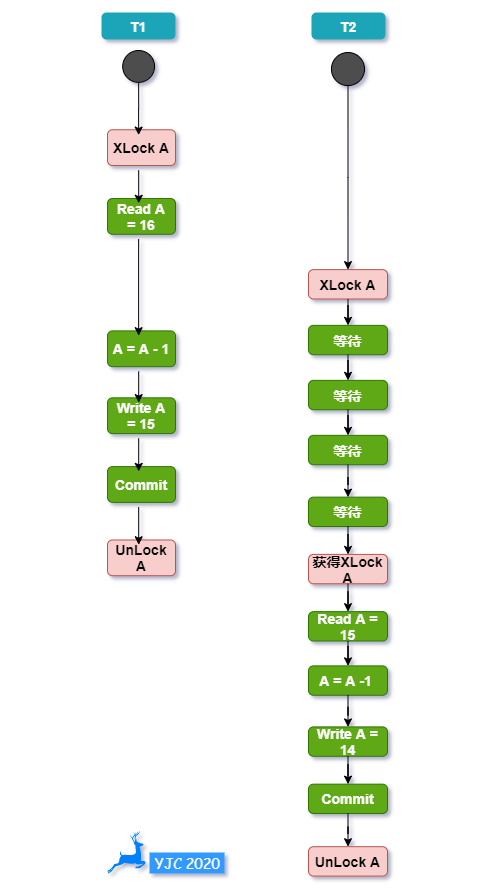 T1
XLock A
Read A
= 16
A = A - 1
Write A
= 15
Commit
UnLock
A
T2
XLock A
等待
等待
等待
等待
获得XLock
A
Read A =
15
A = A -1
Write A =
14
Commit
UnLock A
YJC 2020